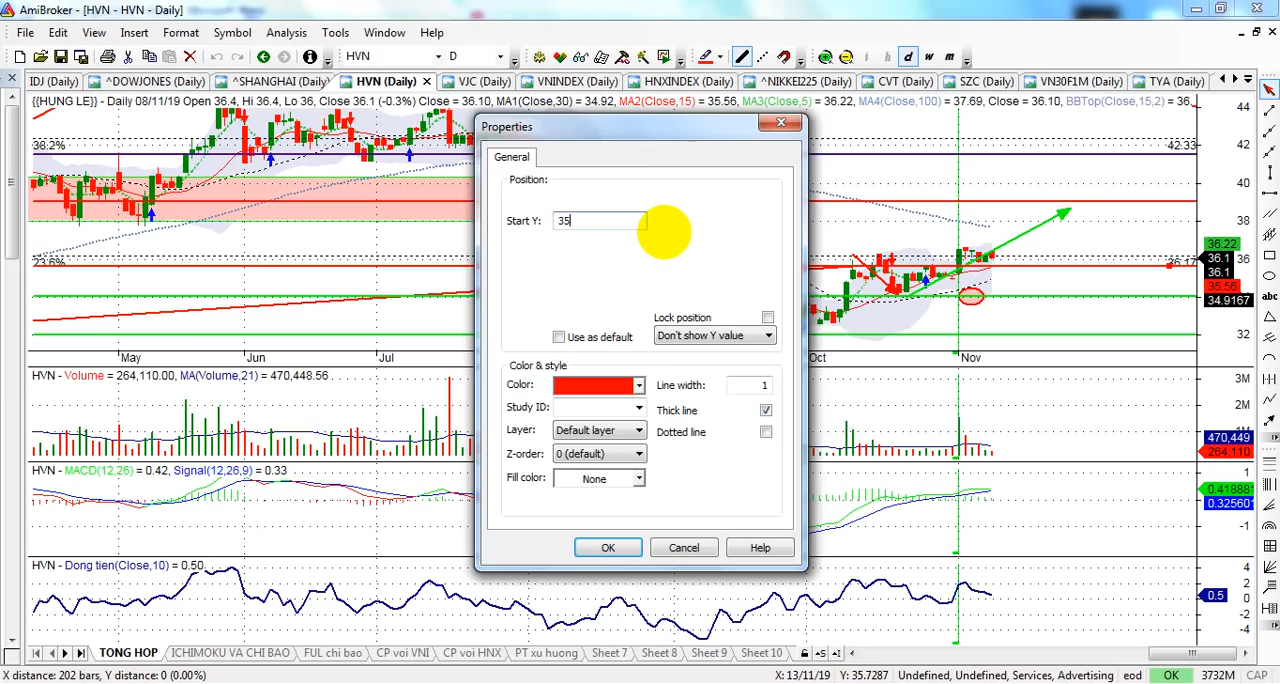 AmiBroker - [HVN - HVN - Daily]
File Edit View Insert Format Symbol Analysis Tools Window Help
HVN D i h d w m
IDJ (Daily) ^DOWJONES (Daily) ^SHANGHAI (Daily) HVN (Daily) VJC (Daily) VNINDEX (Daily) HNXINDEX (Daily) ^NIKKEI225 (Daily) CVT (Daily) SZC (Daily) VN30F1M (Daily) TYA (Daily)
{{HUNG LE}} - Daily 08/11/19 Open 36.4, Hi 36.4, Lo 36, Close 36.1 (-0.3%) Close = 36.10, MA1(Close,30) = 34.92, MA2(Close,15) = 35.56, MA3(Close,5) = 36.22, MA4(Close,100) = 37.69, Close = 36.10, BBTop(Close,15,2) = 36.
44
38.2%
42.33
42
40
38
36.22
36.1
36
36.1
23.6%
36.17
35.56
34.9167
32
May Jun Jul Oct Nov
HVN - Volume = 264,110.00, MA(Volume,21) = 470,448.56
3M
2M
470,449
264,110
HVN - MACD(12,26) = 0.42, Signal(12,26,9) = 0.33
1
0.418881
0.325601
-1
HVN - Dong tien(Close,10) = 0.50
4
2
0.5
0
-2
-4
Properties
General
Position:
Start Y: 35
Lock position
Use as default Don't show Y value
Color & style
Color: Line width: 1
Study ID: Thick line
Layer: Default layer Dotted line
Z-order: 0 (default)
Fill color: None
OK Cancel Help
abc
TONG HOP ICHIMOKU VA CHI BAO FUL chi bao CP voi VNI CP voi HNX PT xu huong Sheet 7 Sheet 8 Sheet 9 Sheet 10
X distance: 202 bars, Y distance: 0 (0.00%) X: 13/11/19 Y: 35.7287 Undefined, Undefined, Services, Advertising eod OK 3732M CAP